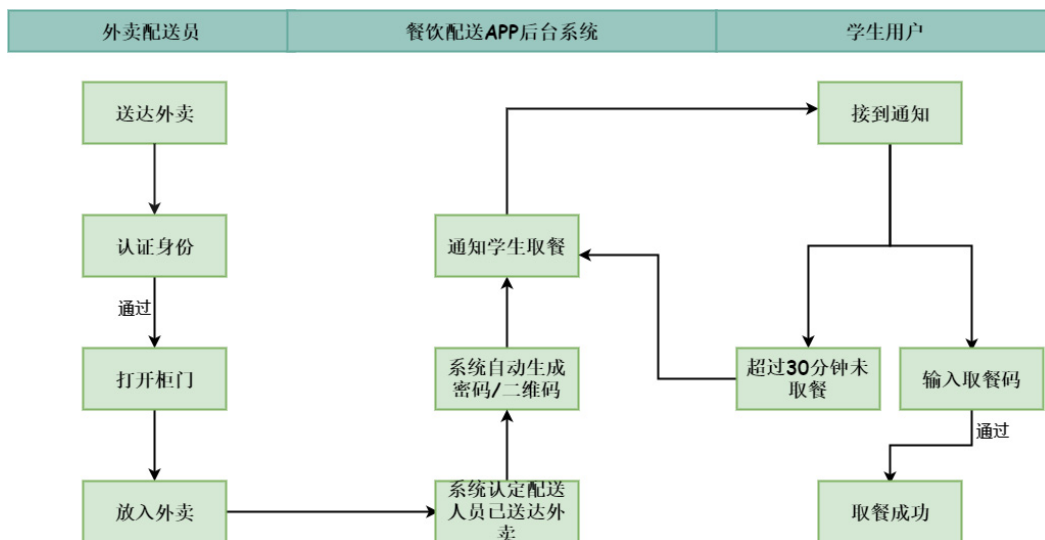 外卖配送员
餐饮配送APP后台系统
学生用户
送达外卖
接到通知
认证身份
通知学生取餐
通过
打开柜门
系统自动生成
密码/二维码
超过30分钟未
取餐
输入取餐码
通过
放入外卖
系统认定配送
人员已送达外
卖
取餐成功